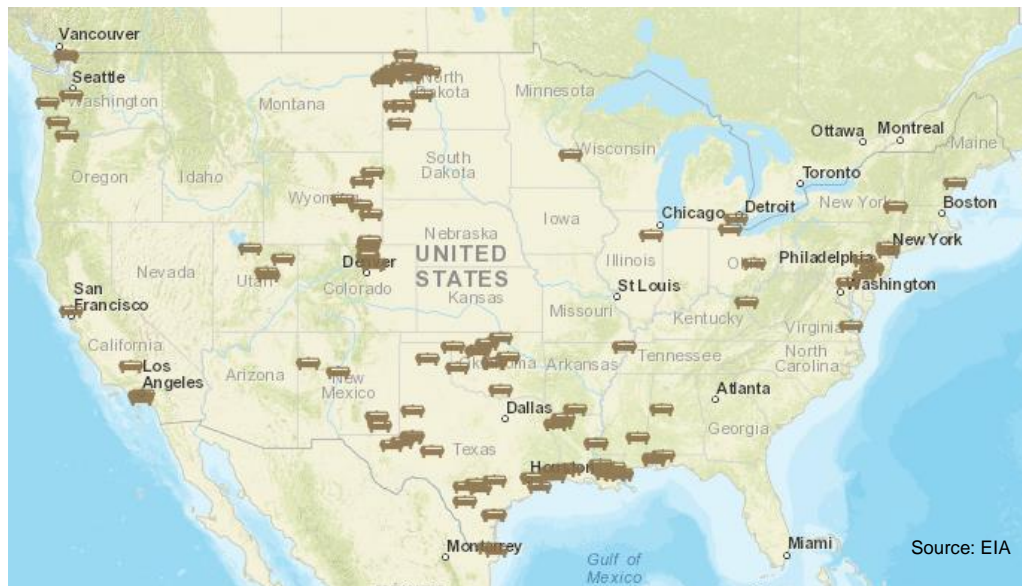 Vancouver
Seattle
Washington
Montana
North
Dakota
Minnesota
Ottawa
Montreal
Maine
Oregon
Idaho
Wyoming
South
Dakota
Wisconsin
Toronto
New York
Boston
Chicago
Detroit
Iowa
Nebraska
UNITED
STATES
Nevada
Utah
Denver
Colorado
Kansas
Illinois
Ohio
Philadelphia
New York
Washington
San
Francisco
St Louis
Missouri
Kentucky
Virginia
California
Los
Angeles
Arizona
New
Mexico
Oklahoma
Arkansas
Tennessee
North
Carolina
Atlanta
Georgia
Dallas
Texas
Houston
Monterrey
Gulf of
Mexico
Miami
Source: EIA